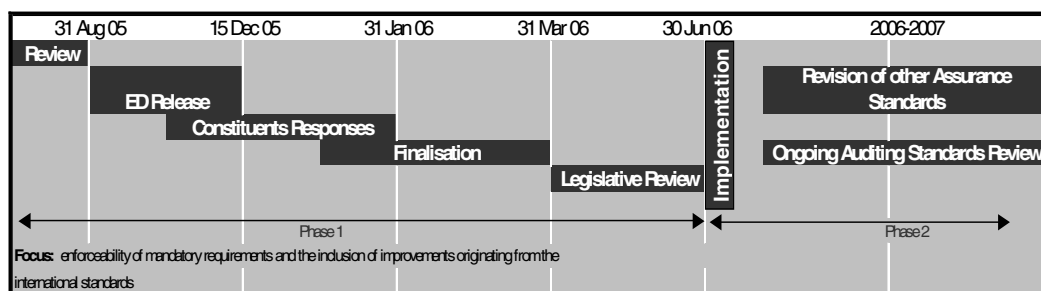 31 Aug 05 15 Dec 05 31 Jan 06 31 Mar 06 30 Jun 06 2006-2007
Review
ED Release
Constituents Responses
Finalisation
Legislative Review
Implementation
Revision of other Assurance
Standards
Ongoing Auditing Standards Review
Phase 1 Phase 2
Focus: enforceability of mandatory requirements and the inclusion of improvements originating from the
international standards